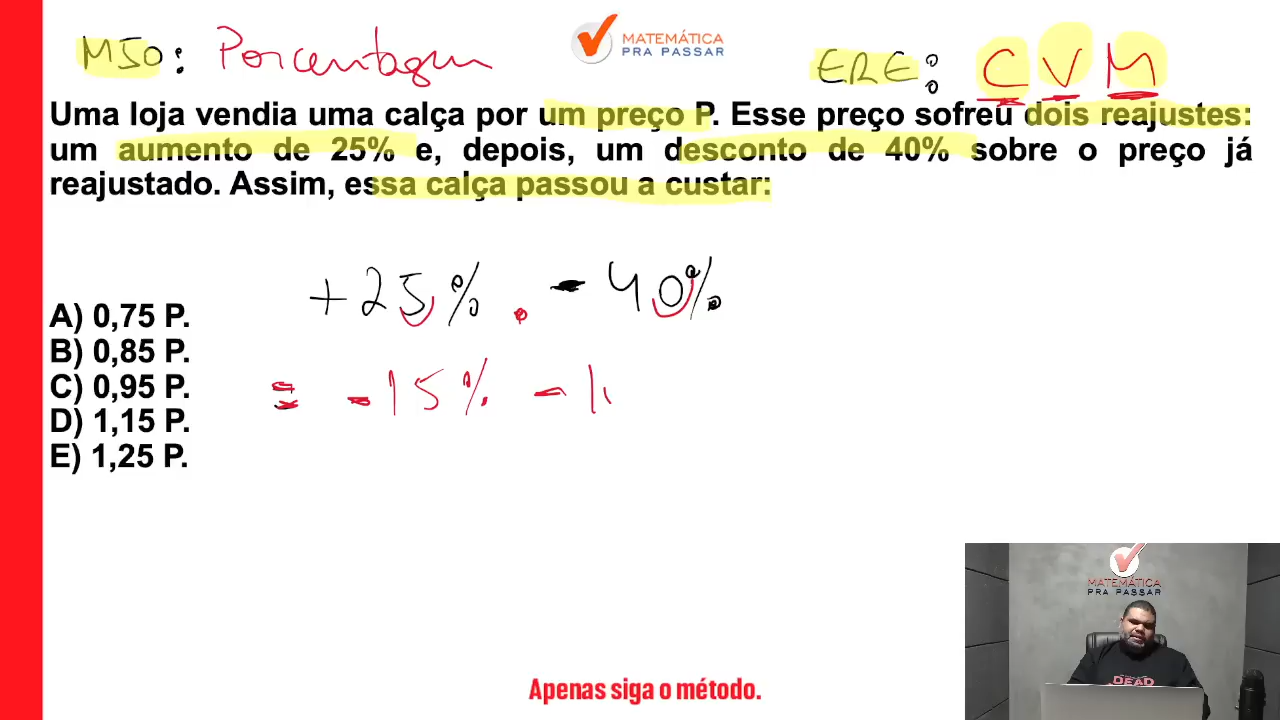 M50: Porcentagem
MATEMÁTICA
PRA PASSAR
ERE: C V M
Uma loja vendia uma calça por um preço P. Esse preço sofreu dois reajustes:
um aumento de 25% e, depois, um desconto de 40% sobre o preço já
reajustado. Assim, essa calça passou a custar:
+25% . - 40%
A) 0,75 P.
B) 0,85 P.
C) 0,95 P.
D) 1,15 P.
E) 1,25 P.
= -15% - 1
MATEMÁTICA
PRA PASSAR
DEAD
Apenas siga o método.